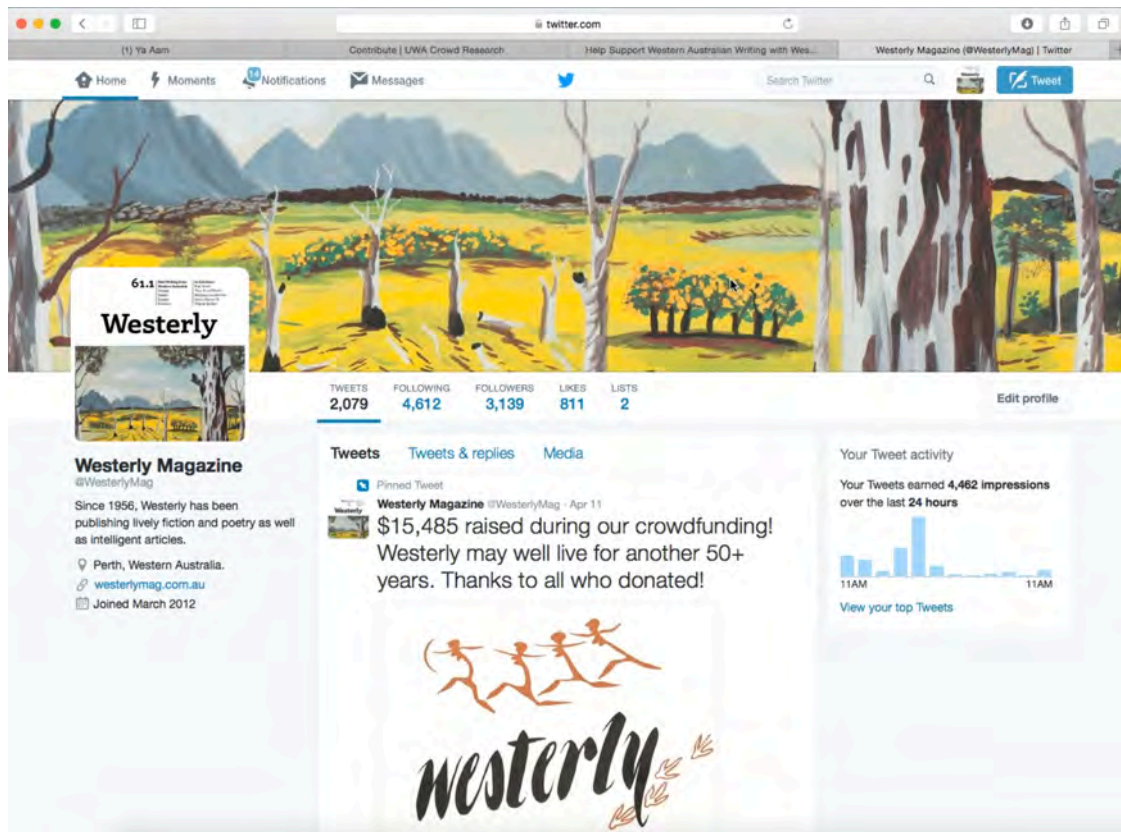 twitter.com
(1) Ya Aam
Contribute | UWA Crowd Research
Help Support Western Australian Writing with Wes...
Westerly Magazine (@WesterlyMag) | Twitter
Home
Moments
14
Notifications
Messages
Search Twitter
Tweet
61.1
Westerly
TWEETS
2,079
FOLLOWING
4,612
FOLLOWERS
3,139
LIKES
811
LISTS
2
Edit profile
Westerly Magazine
@WesterlyMag
Since 1956, Westerly has been
publishing lively fiction and poetry as well
as intelligent articles.
Perth, Western Australia.
westerlymag.com.au
Joined March 2012
Tweets
Tweets & replies
Media
Pinned Tweet
Westerly
Westerly Magazine @WesterlyMag · Apr 11
$15,485 raised during our crowdfunding!
Westerly may well live for another 50+
years. Thanks to all who donated!
westerly
Your Tweet activity
Your Tweets earned 4,462 impressions
over the last 24 hours
11AM
11AM
View your top Tweets